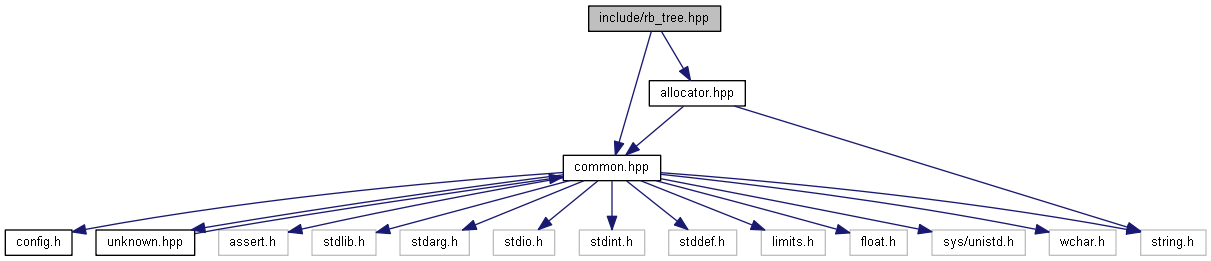 include/rb_tree.hpp
allocator.hpp
common.hpp
config.h
unknown.hpp
assert.h
stdlib.h
stdarg.h
stdio.h
stdint.h
stddef.h
limits.h
float.h
sys/unistd.h
wchar.h
string.h